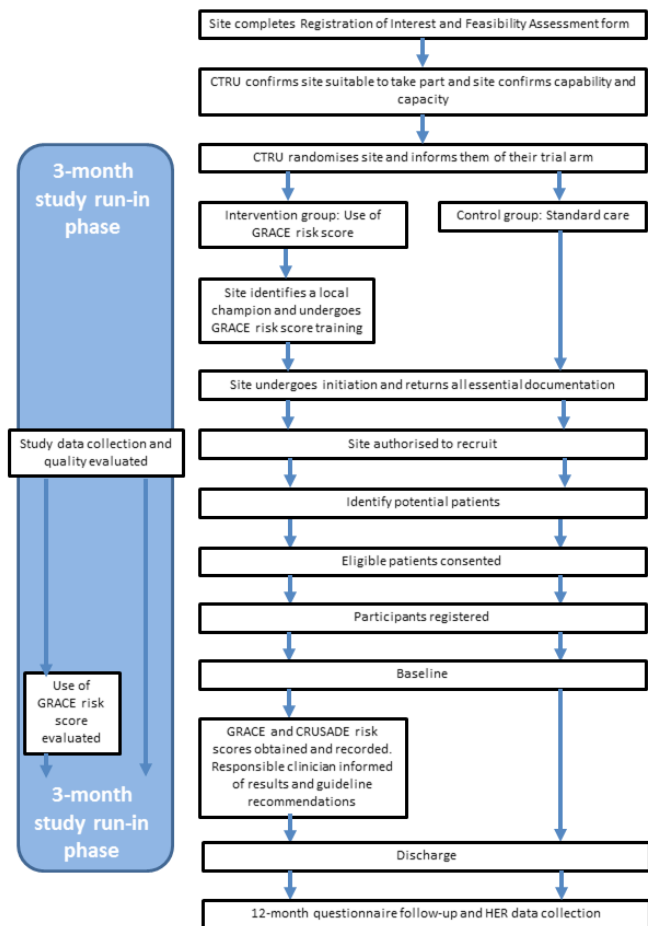 Site completes Registration of Interest and Feasibility Assessment form
CTRU confirms site suitable to take part and site confirms capability and
capacity
CTRU randomises site and informs them of their trial arm
3-month
study run-in
phase
Intervention group: Use of
GRACE risk score
Control group: Standard care
Site identifies a local
champion and undergoes
GRACE risk score training
Site undergoes initiation and returns all essential documentation
Study data collection and
quality evaluated
Site authorised to recruit
Identify potential patients
Eligible patients consented
Participants registered
Baseline
Use of
GRACE risk
score
evaluated
GRACE and CRUSADE risk
scores obtained and recorded.
Responsible clinician informed
of results and guideline
recommendations
3-month
study run-in
phase
Discharge
12-month questionnaire follow-up and HER data collection